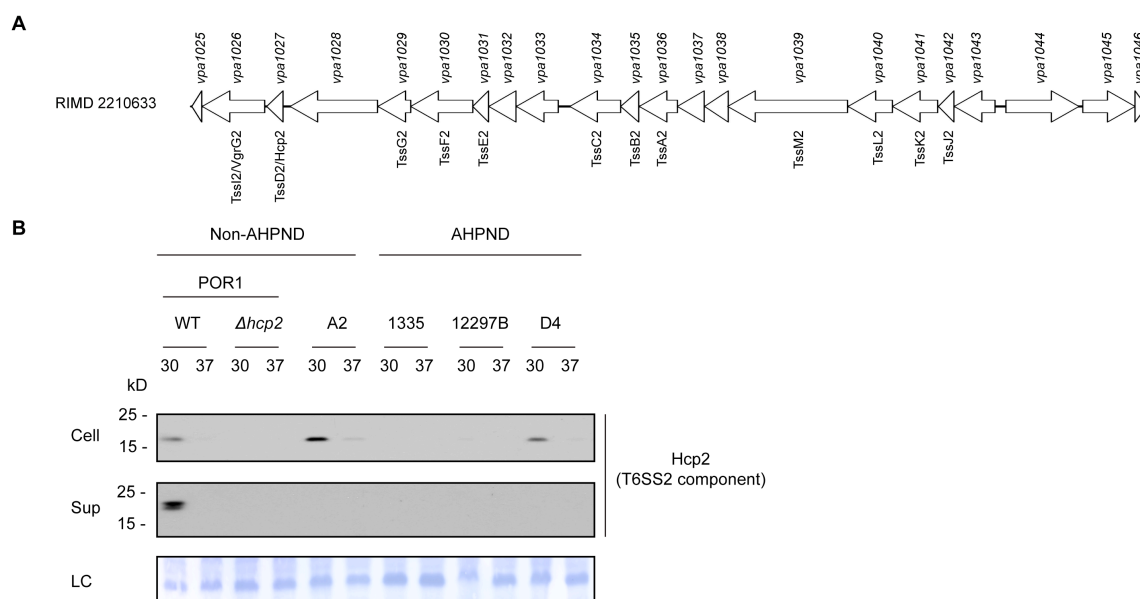 A
vpa1025 vpa1026 vpa1027 vpa1028 vpa1029 vpa1030 vpa1031 vpa1032 vpa1033 vpa1034 vpa1035 vpa1036 vpa1037 vpa1038 vpa1039 vpa1040 vpa1041 vpa1042 vpa1043 vpa1044 vpa1045 vpa1046
RIMD 2210633
TssI2/VgrG2 TssD2/Hcp2 TssG2 TssF2 TssE2 TssC2 TssB2 TssA2 TssM2 TssL2 TssK2 TssJ2
B
Non-AHPND AHPND
POR1
WT Δhcp2 A2 1335 12297B D4
30 37 30 37 30 37 30 37 30 37 30 37
kD
25 -
Cell
15 -
Hcp2
(T6SS2 component)
25 -
Sup
15 -
LC